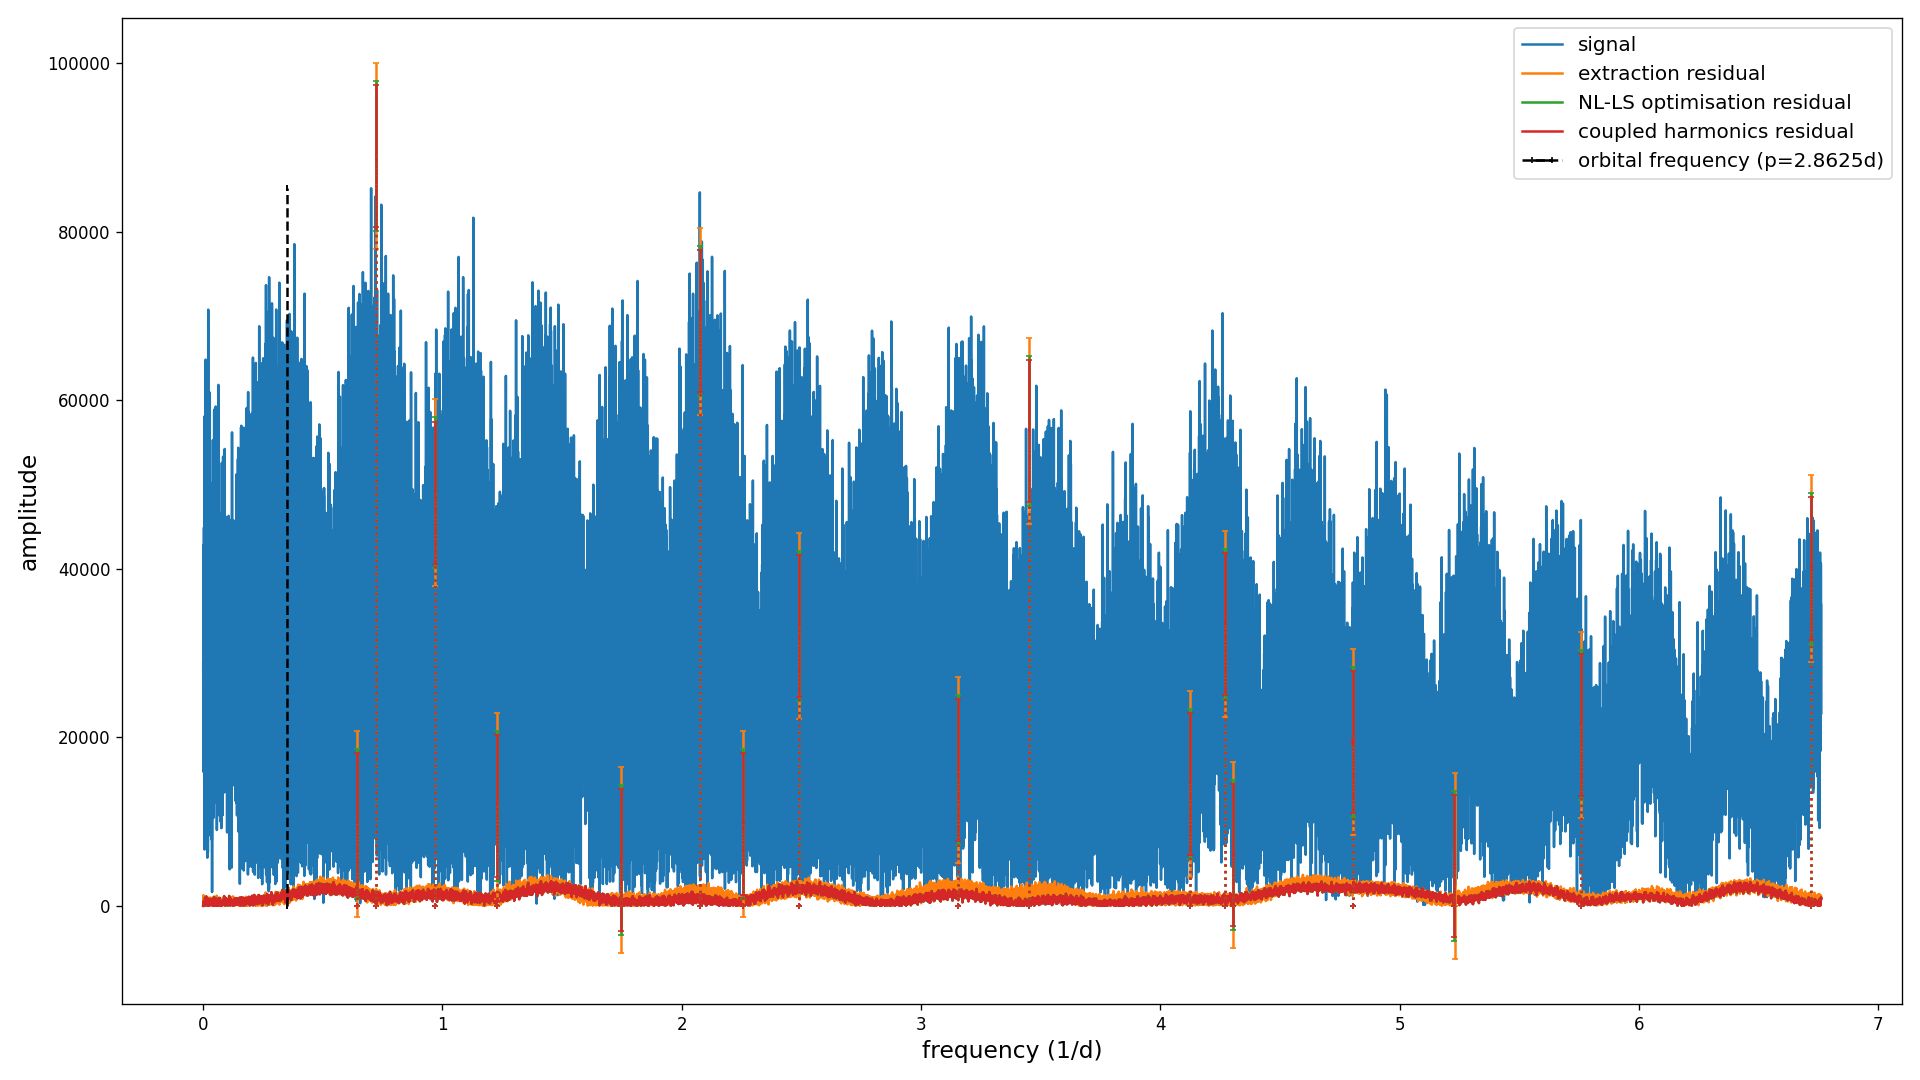 signal
extraction residual
NL-LS optimisation residual
coupled harmonics residual
orbital frequency (p=2.8625d)
100000
80000
60000
40000
20000
0
amplitude
0 1 2 3 4 5 6 7
frequency (1/d)